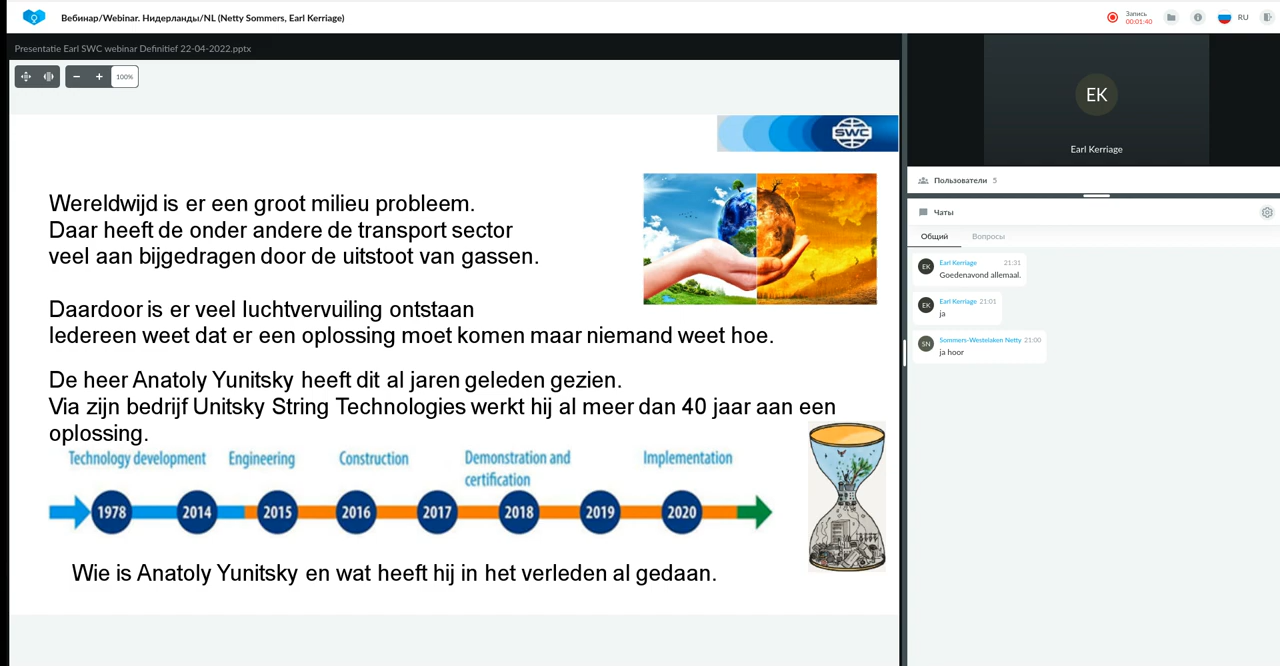 Вебинар/Webinar. Нидерланды/NL (Netty Sommers, Earl Kerriage)
Запись
00:01:40
RU
Presentatie Earl SWC webinar Definitief 22-04-2022.pptx
100%
SWC
Wereldwijd is er een groot milieu probleem.
Daar heeft de onder andere de transport sector
veel aan bijgedragen door de uitstoot van gassen.
Daardoor is er veel luchtvervuiling ontstaan
Iedereen weet dat er een oplossing moet komen maar niemand weet hoe.
De heer Anatoly Yunitsky heeft dit al jaren geleden gezien.
Via zijn bedrijf Unitsky String Technologies werkt hij al meer dan 40 jaar aan een
oplossing.
Technology development Engineering Construction Demonstration and certification Implementation
1978 2014 2015 2016 2017 2018 2019 2020
Wie is Anatoly Yunitsky en wat heeft hij in het verleden al gedaan.
EK
Earl Kerriage
Пользователи 5
Чаты
Общий Вопросы
EK Earl Kerriage 21:31
Goedenavond allemaal.
EK Earl Kerriage 21:01
ja
SN Sommers-Westelaken Netty 21:00
ja hoor